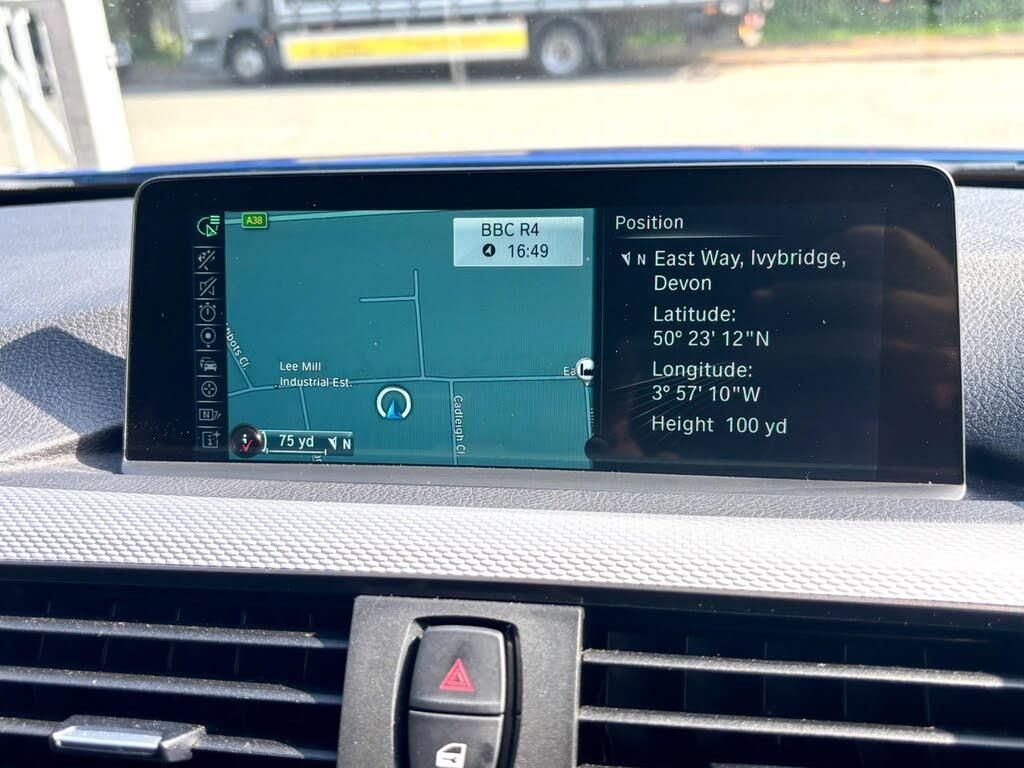 A38
BBC R4
16:49
Lee Mill
Industrial Est.
Cadleigh Cl.
75 yd
N
Position
N East Way, Ivybridge,
Devon
Latitude:
50° 23' 12"N
Longitude:
3° 57' 10"W
Height 100 yd